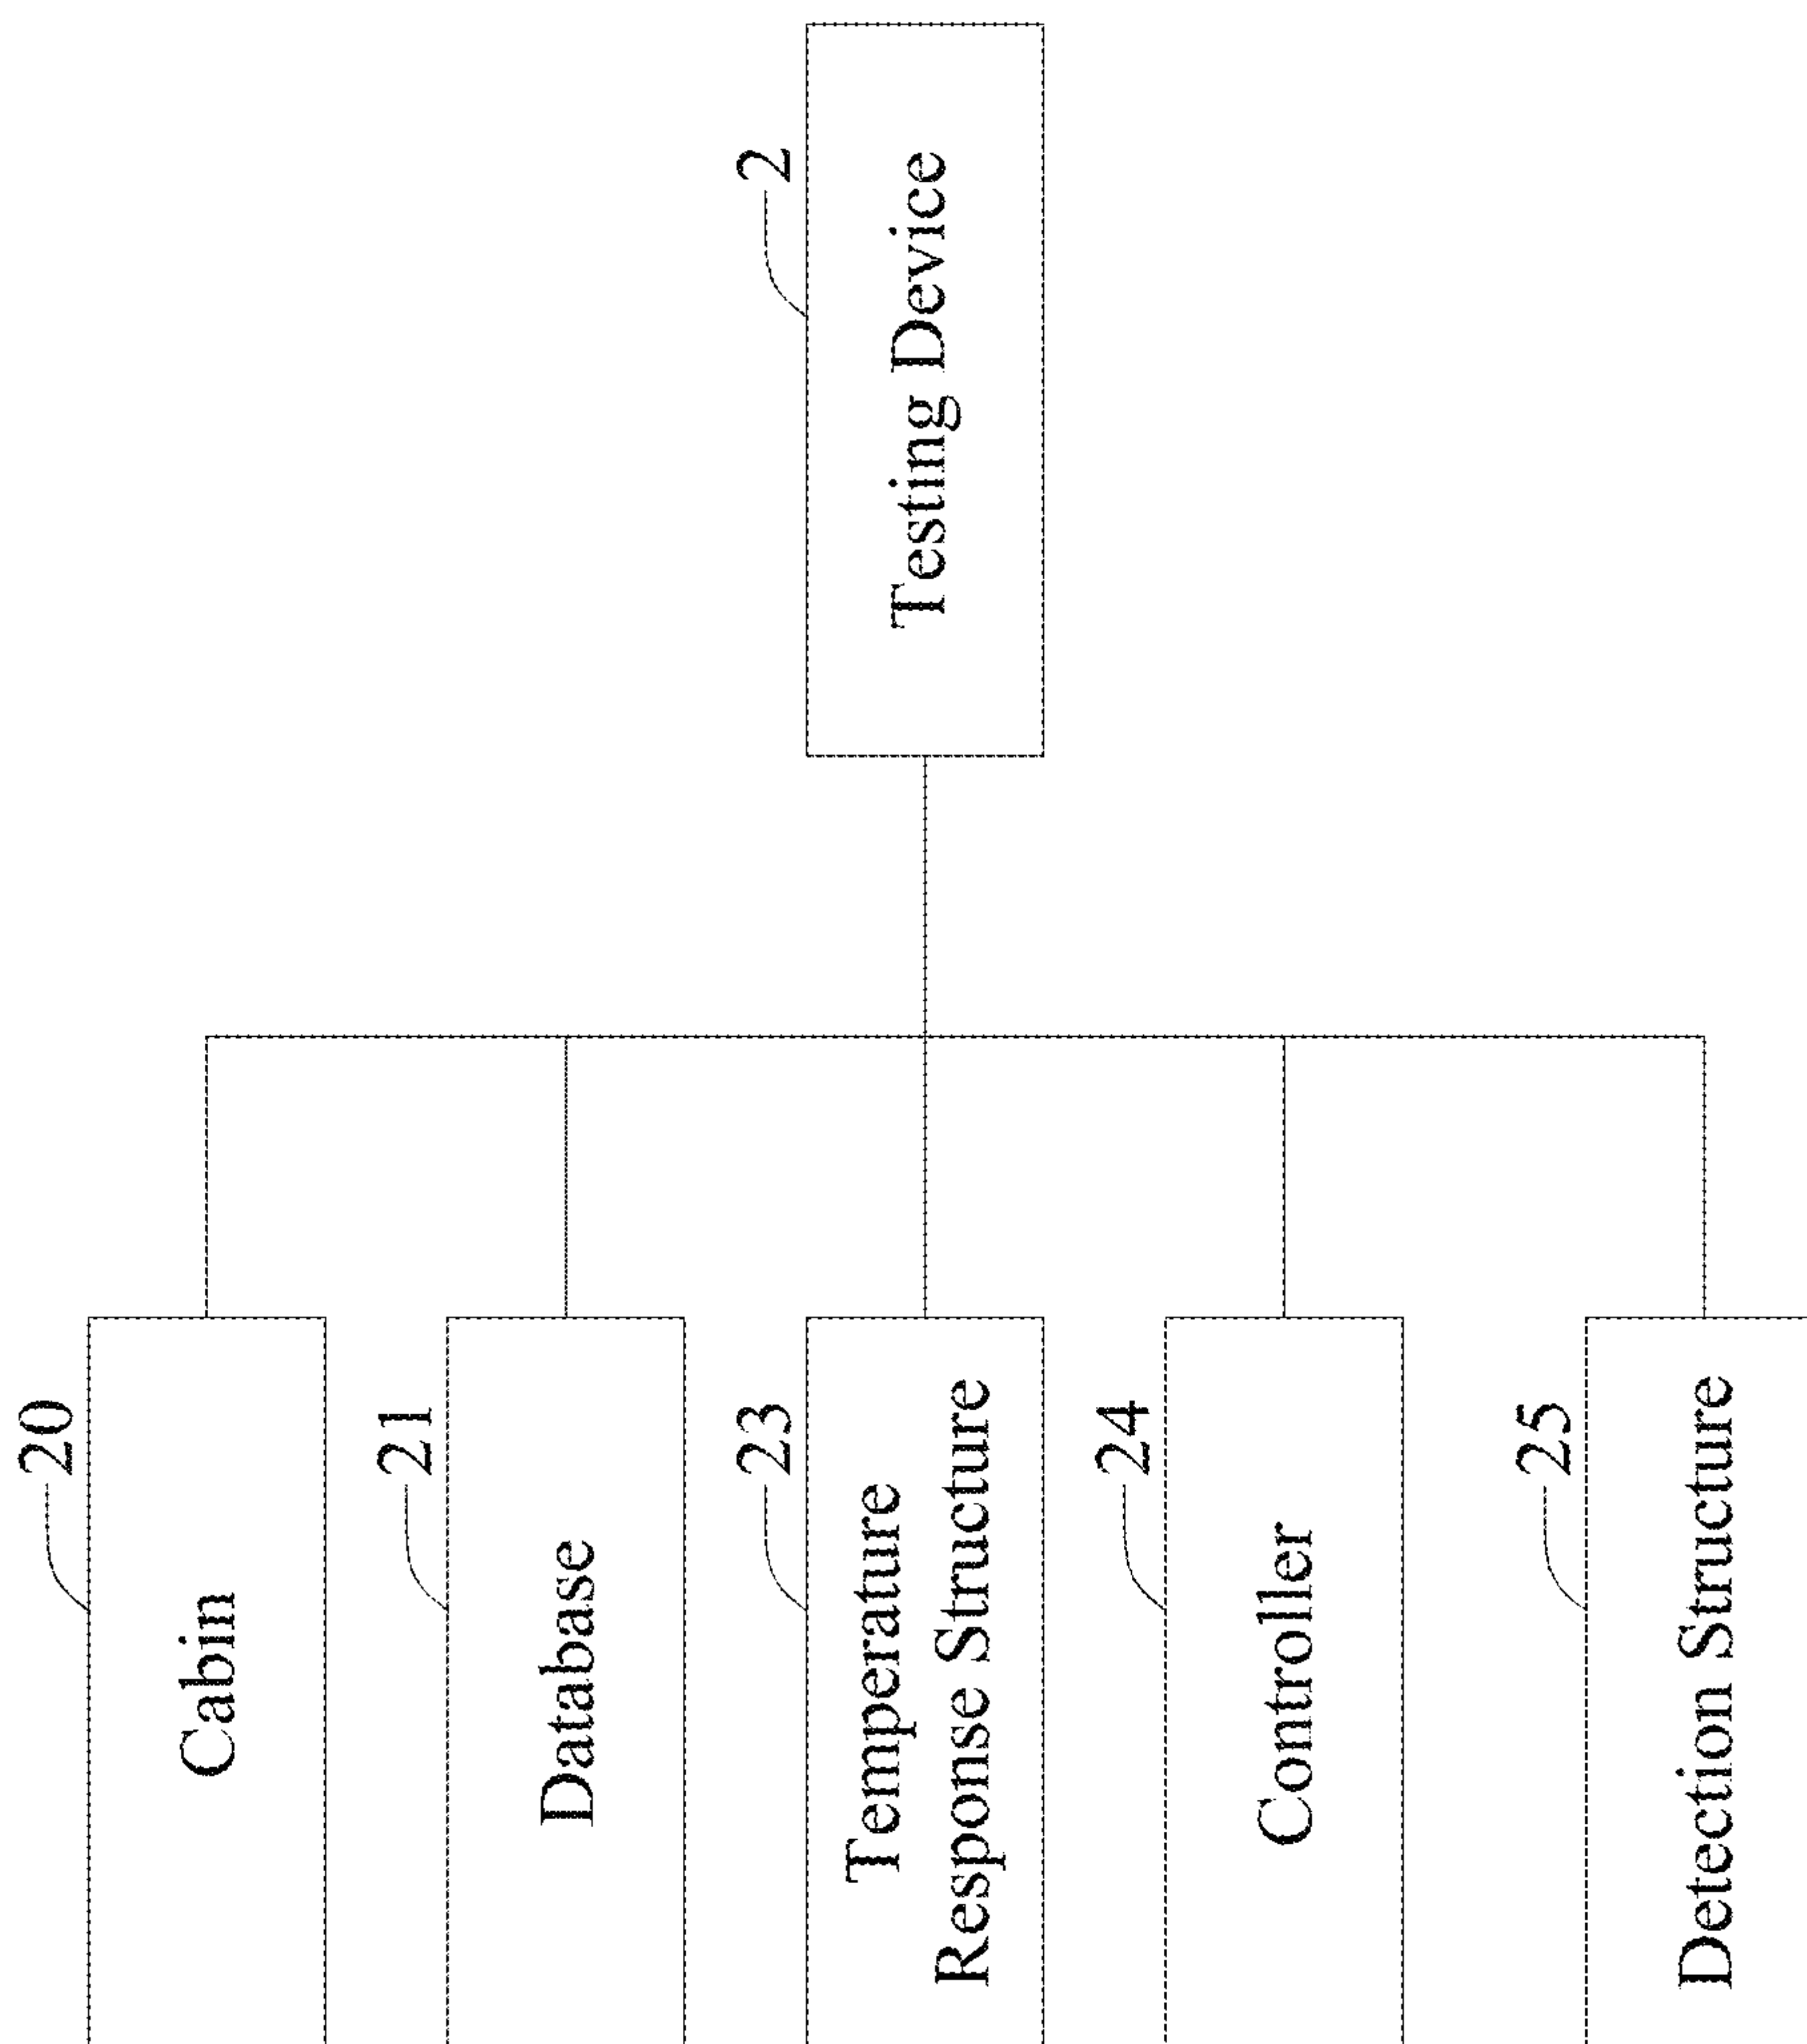 2
Testing Device
20
Cabin
21
Database
23
Temperature
Response Structure
24
Controller
25
Detection Structure